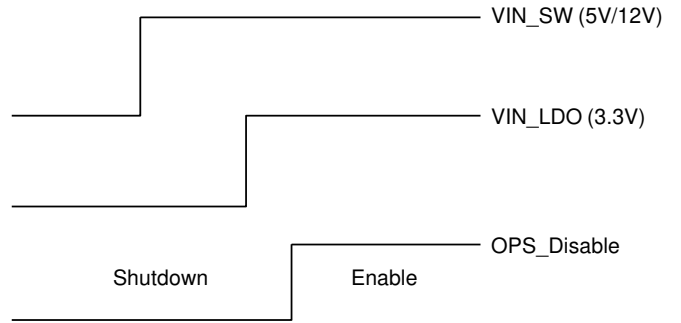 VIN_SW (5V/12V)
VIN_LDO (3.3V)
OPS_Disable
Shutdown Enable